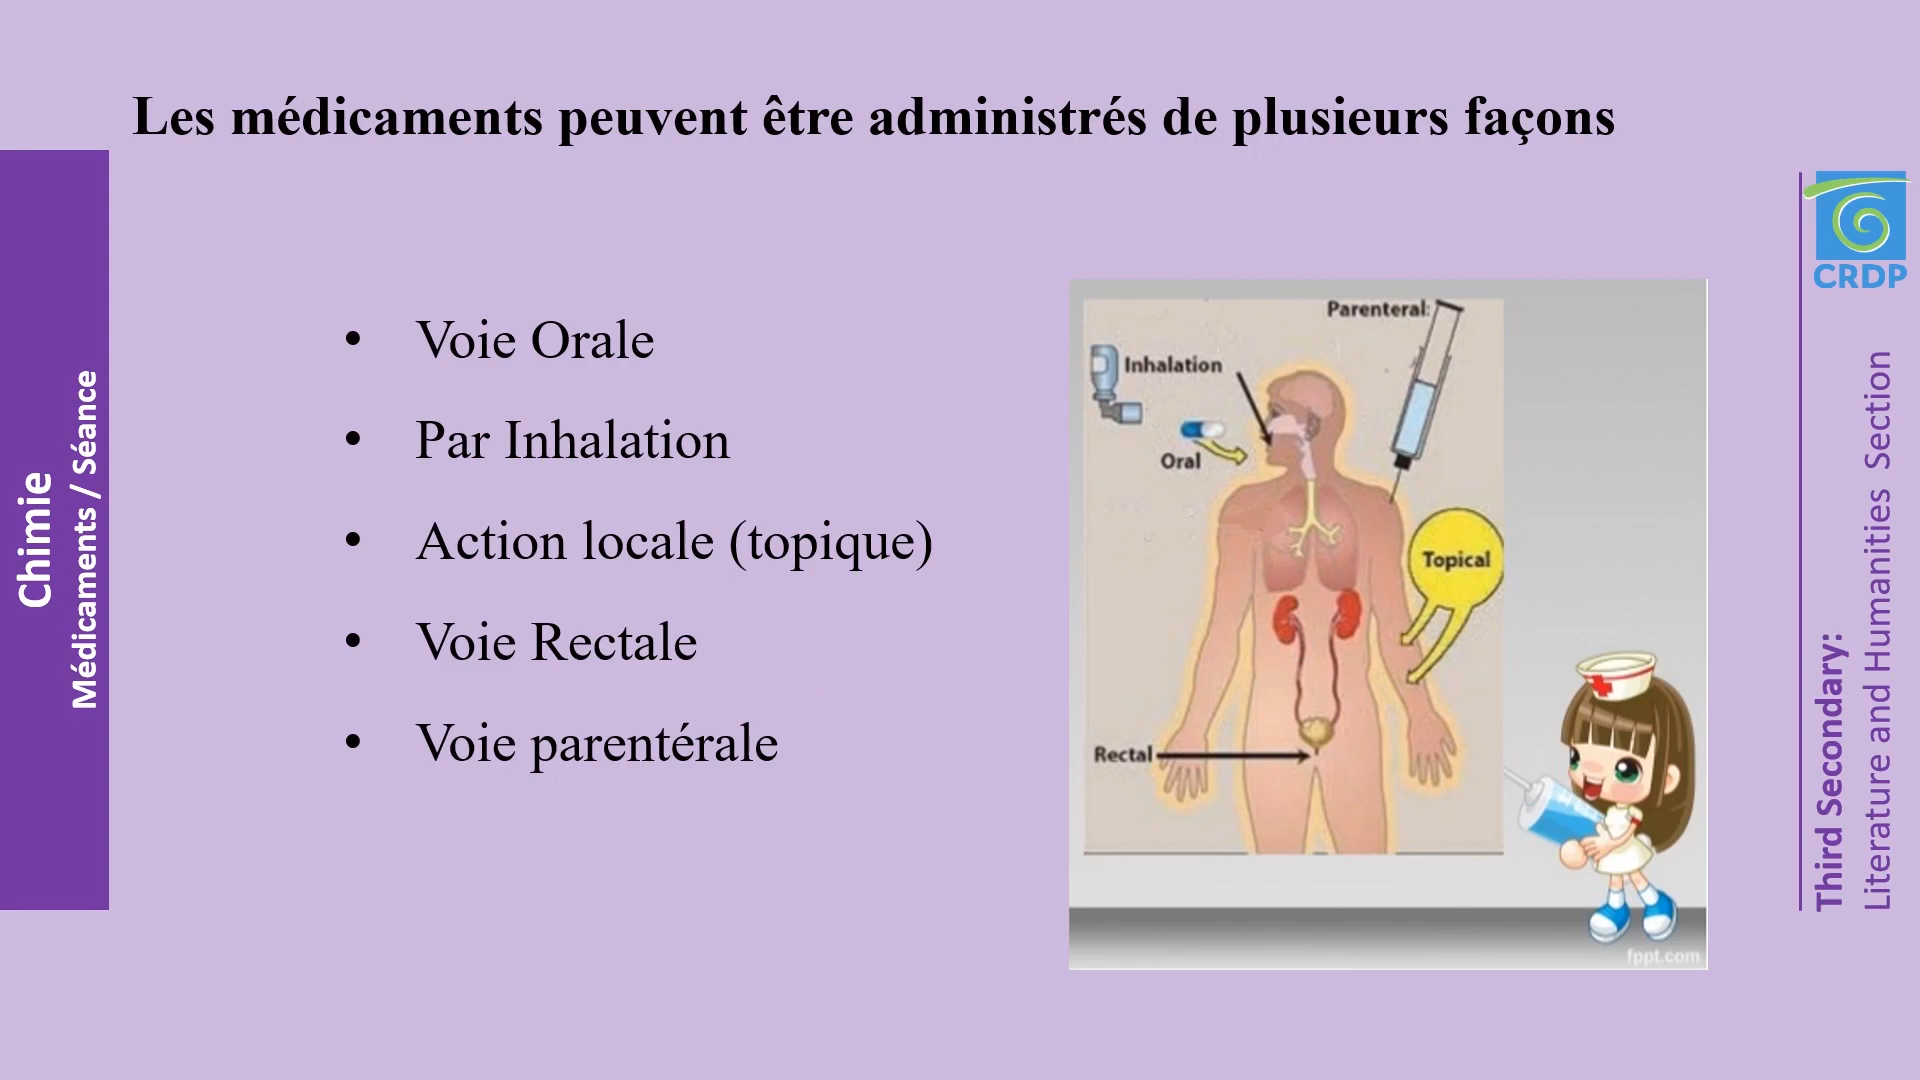 Les médicaments peuvent être administrés de plusieurs façons
Chimie
Médicaments / Séance
• Voie Orale
• Par Inhalation
• Action locale (topique)
• Voie Rectale
• Voie parentérale
Parenteral:
Inhalation
Oral
Topical
Rectal
fppt.com
CRDP
Third Secondary:
Literature and Humanities Section